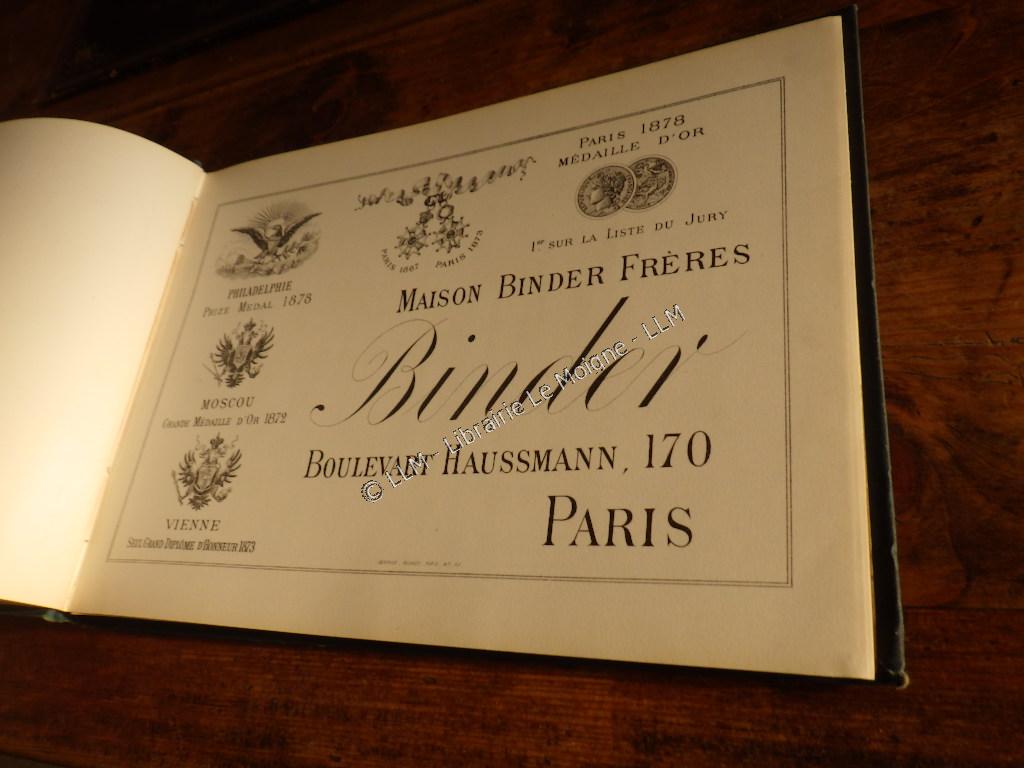 PARIS 1878
MÉDAILLE D'OR
1er SUR LA LISTE DU JURY
PARIS 1867 PARIS 1873
PHILADELPHIE
PRIZE MEDAL 1878
MAISON BINDER FRÈRES
Binder
MOSCOU
GRANDE MÉDAILLE D'OR 1872
BOULEVART HAUSSMANN, 170
PARIS
VIENNE
SEUL GRAND DIPLÔME D'HONNEUR 1873
© LLM - Librairie Le Moigne - LLM